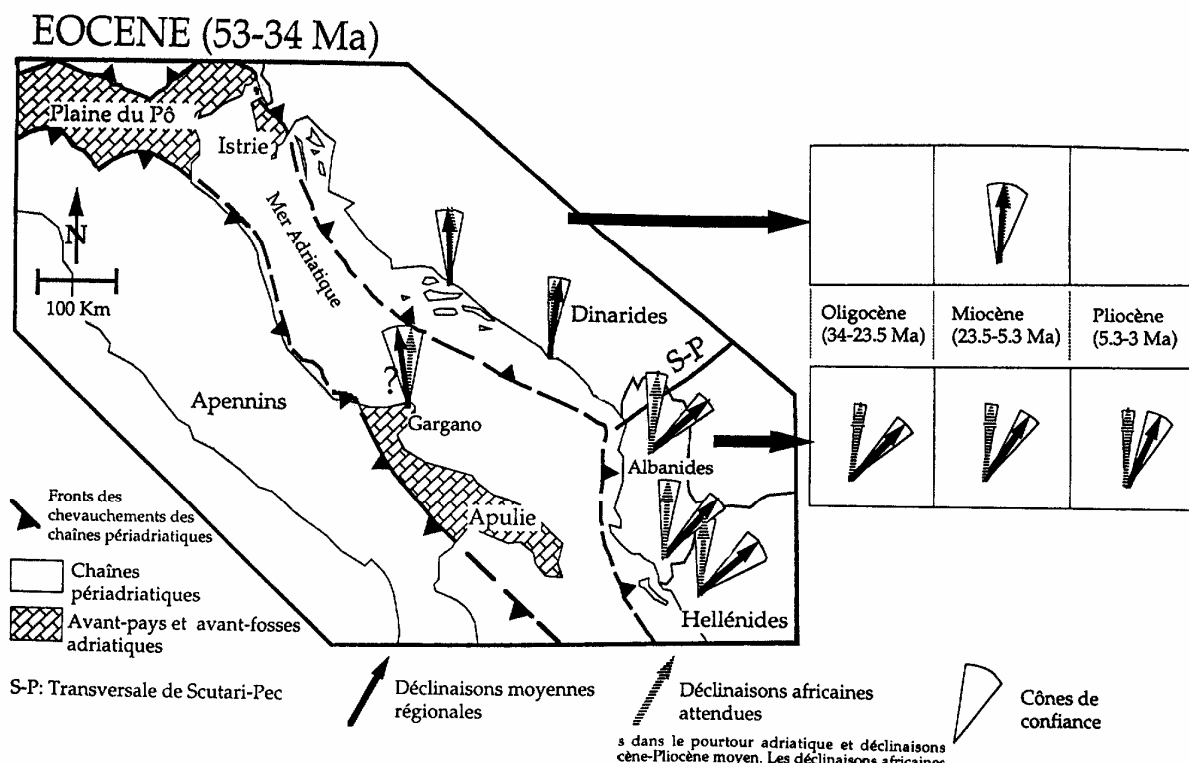 EOCENE (53-34 Ma)
Plaine du Pô
Istrie
Mer Adriatique
N
100 Km
Dinarides
S-P
?
Apennins
Gargano
Albanides
Apulie
Hellénides
Oligocène
(34-23.5 Ma)
Miocène
(23.5-5.3 Ma)
Pliocène
(5.3-3 Ma)
Fronts des
chevauchements des
chaînes périadriatiques
Chaînes
périadriatiques
Avant-pays et avant-fosses
adriatiques
S-P: Transversale de Scutari-Pec
Déclinaisons moyennes
régionales
Déclinaisons africaines
attendues
Cônes de
confiance
s dans le pourtour adriatique et déclinaisons
cène-Pliocène moyen. Les déclinaisons africaines